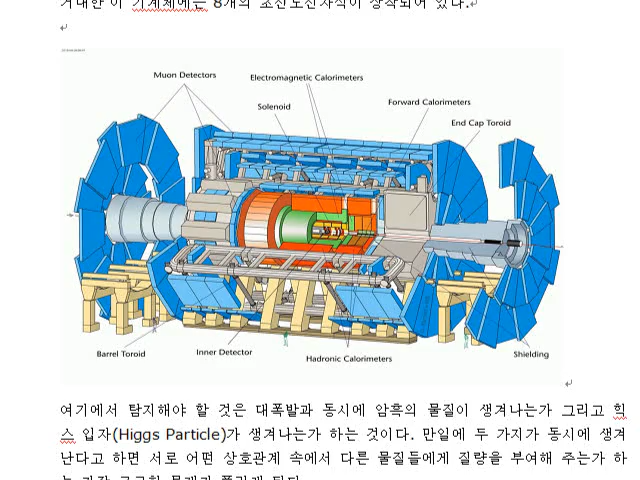 거대한 이 기계체에는 8개의 초전도전자석이 장착되어 있다.
Muon Detectors
Electromagnetic Calorimeters
Solenoid
Forward Calorimeters
End Cap Toroid
Barrel Toroid
Inner Detector
Hadronic Calorimeters
Shielding
여기에서 탐지해야 할 것은 대폭발과 동시에 암흑의 물질이 생겨나는가 그리고 힉
스 입자(Higgs Particle)가 생겨나는가 하는 것이다. 만일에 두 가지가 동시에 생겨
난다고 하면 서로 어떤 상호관계 속에서 다른 물질들에게 질량을 부여해 주는가 하